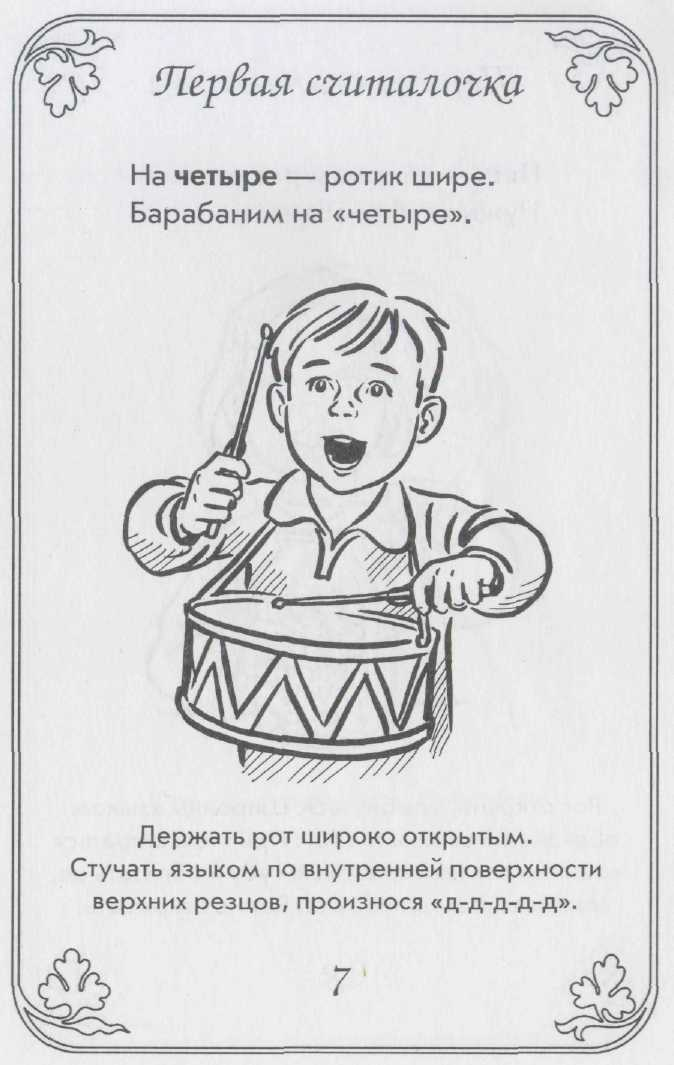 Первая считалочка
На четыре — ротик шире.
Барабаним на «четыре».
Держать рот широко открытым.
Стучать языком по внутренней поверхности
верхних резцов, произнося «д-д-д-д-д».
7